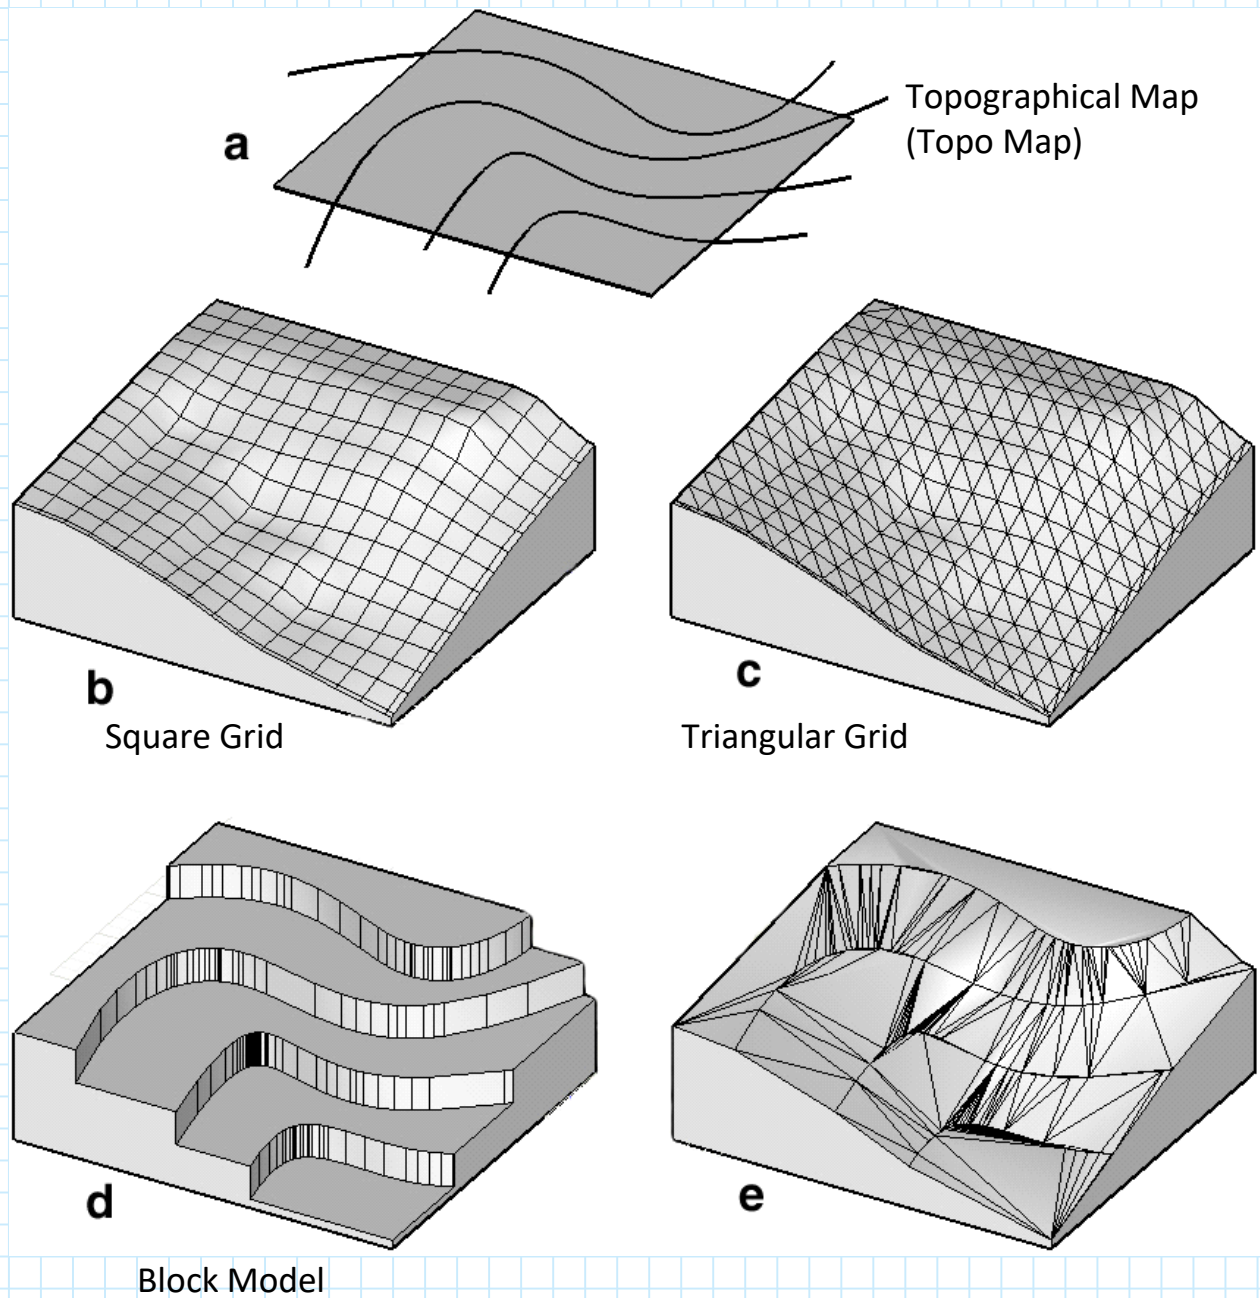 a
Topographical Map
(Topo Map)
b
Square Grid
c
Triangular Grid
d
Block Model
e